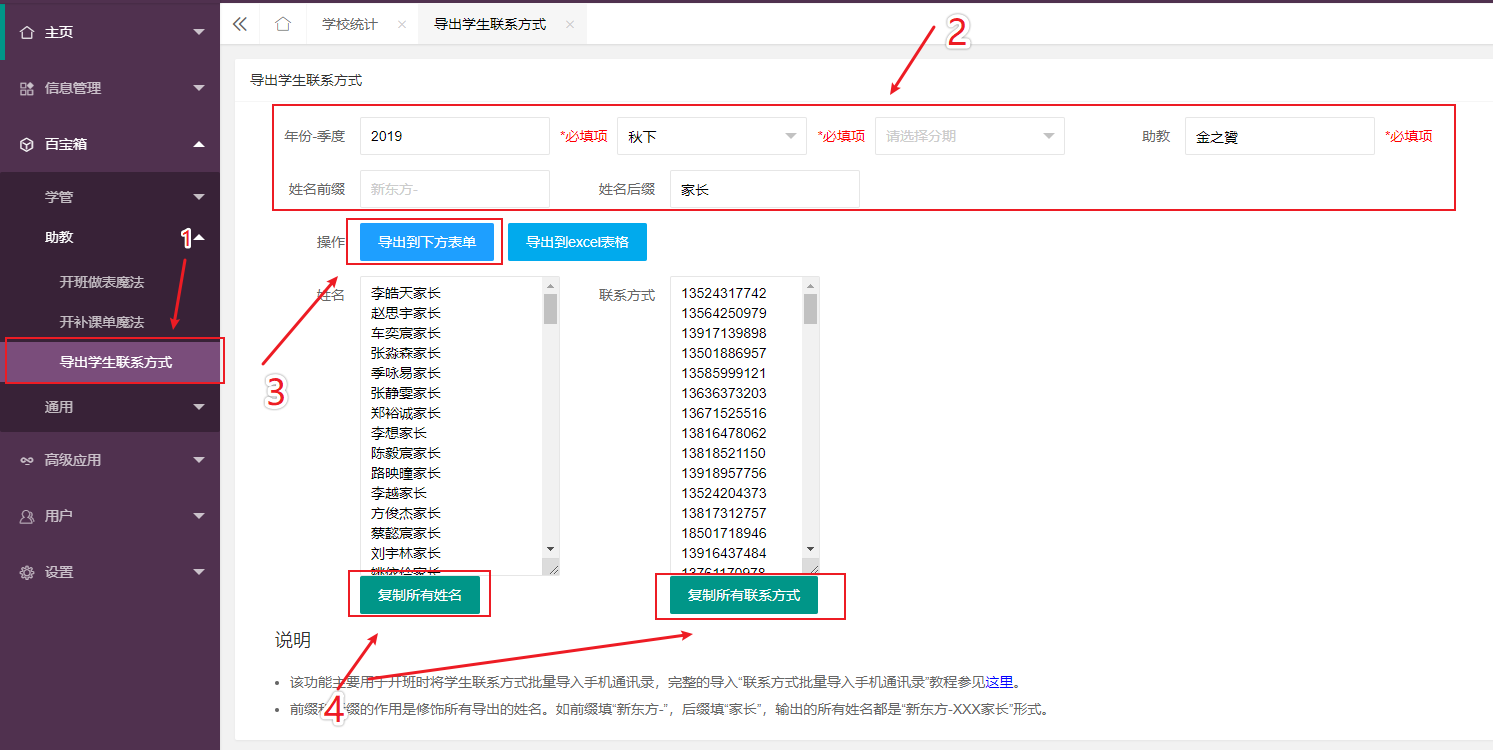 主页
信息管理
百宝箱
学管
助教
1
开班做表魔法
开补课单魔法
导出学生联系方式
通用
高级应用
用户
设置
学校统计
导出学生联系方式
2
导出学生联系方式
年份-季度 2019 *必填项 秋下 *必填项 请选择分期 助教 金之賓 *必填项
姓名前缀 新东方- 姓名后缀 家长
操作 导出到下方表单 导出到excel表格
3
姓名
李皓天家长
赵思宇家长
车奕宸家长
张淼森家长
季咏易家长
张静雯家长
郑裕诚家长
李想家长
陈毅宸家长
路映瞳家长
李越家长
方俊杰家长
蔡懿宸家长
刘宇林家长
联系方式
13524317742
13564250979
13917139898
13501886957
13585999121
13636373203
13671525516
13816478062
13818521150
13918957756
13524204373
13817312757
18501718946
13916437484
13761170978
复制所有姓名 复制所有联系方式
4
说明
该功能主要用于开班时将学生联系方式批量导入手机通讯录，完整的导入“联系方式批量导入手机通讯录”教程参见这里。
前缀和后缀的作用是修饰所有导出的姓名。如前缀填“新东方-”，后缀填“家长”，输出的所有姓名都是“新东方-XXX家长”形式。